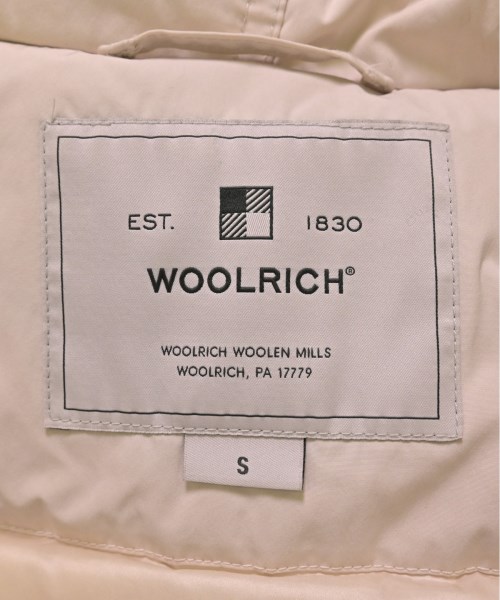 EST. 1830
WOOLRICH®
WOOLRICH WOOLEN MILLS
WOOLRICH, PA 17779
S